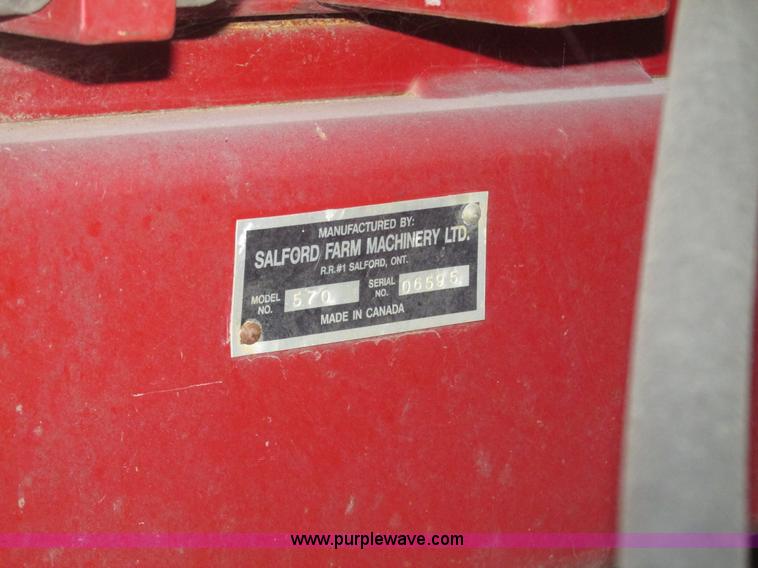 MANUFACTURED BY:
SALFORD FARM MACHINERY LTD.
R.R.#1 SALFORD, ONT.
MODEL NO. 570 SERIAL NO. 06595
MADE IN CANADA
www.purplewave.com